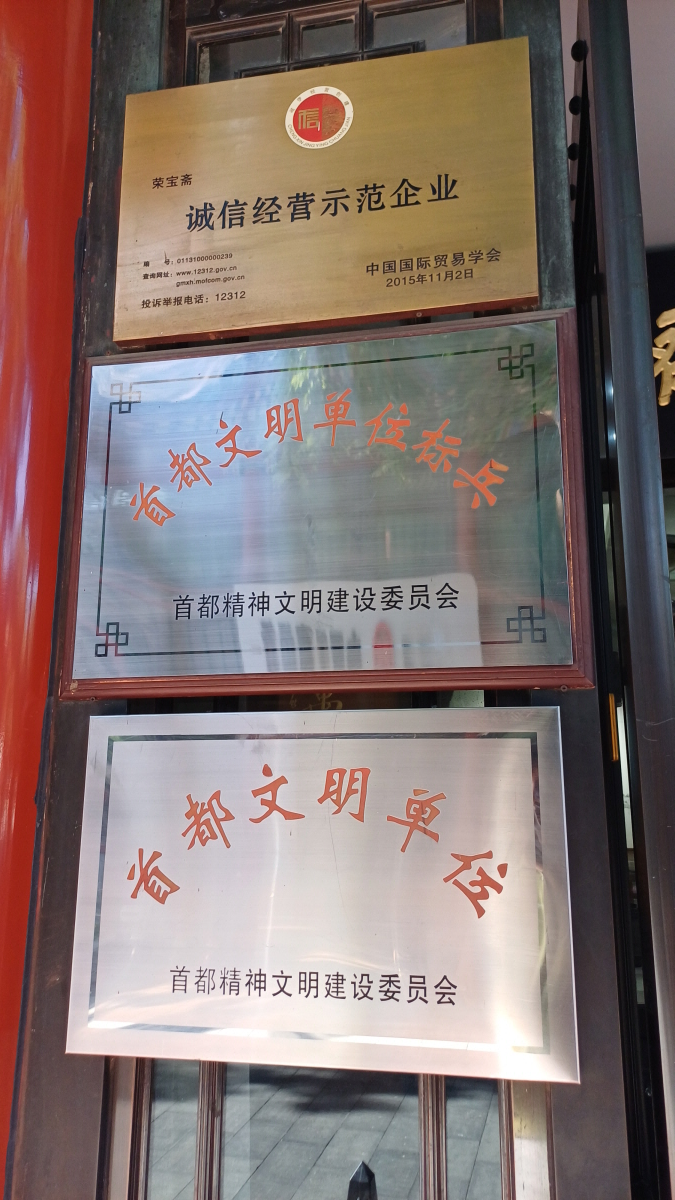 荣宝斋
诚信经营示范企业
编 号：01131000000239
查询网址：www.12312.gov.cn
gmxh.mofcom.gov.cn
投诉举报电话：12312
中国国际贸易学会
2015年11月2日
首都文明单位标兵
首都精神文明建设委员会
首都文明单位
首都精神文明建设委员会